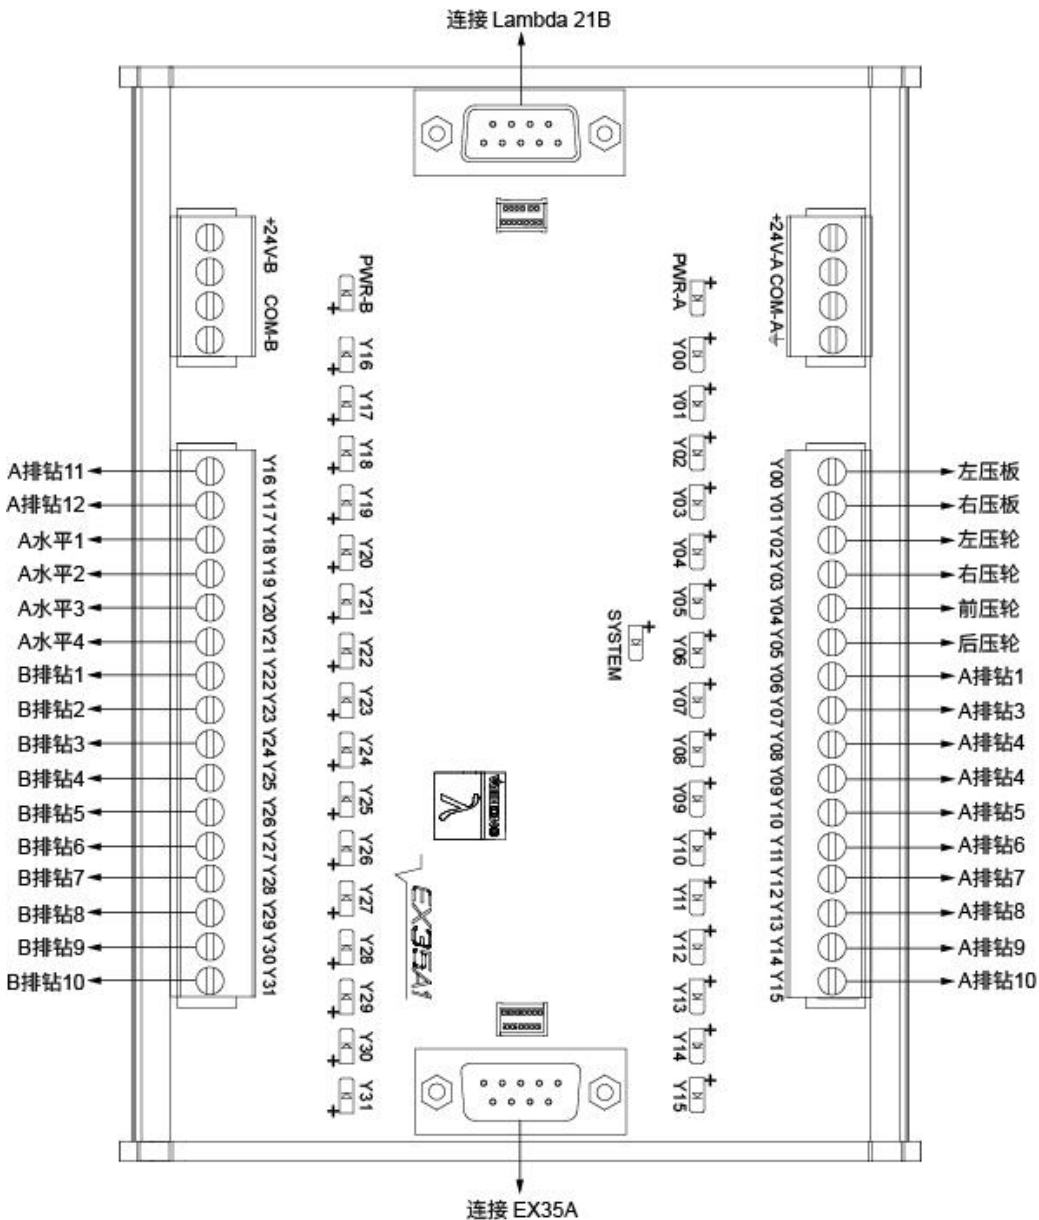 连接 Lambda 21B
+24V-B COM-B
PWR-B
PWR-A
+24V-A COM-A
Y16
Y17
Y18
Y19
Y20
Y21
Y22
Y23
Y24
Y25
Y26
Y27
Y28
Y29
Y30
Y31
Y00
Y01
Y02
Y03
Y04
Y05
Y06
Y07
Y08
Y09
Y10
Y11
Y12
Y13
Y14
Y15
SYSTEM
EX35A1
A排钻11
A排钻12
A水平1
A水平2
A水平3
A水平4
B排钻1
B排钻2
B排钻3
B排钻4
B排钻5
B排钻6
B排钻7
B排钻8
B排钻9
B排钻10
Y16 Y17 Y18 Y19 Y20 Y21 Y22 Y23 Y24 Y25 Y26 Y27 Y28 Y29 Y30 Y31
Y00 Y01 Y02 Y03 Y04 Y05 Y06 Y07 Y08 Y09 Y10 Y11 Y12 Y13 Y14 Y15
左压板
右压板
左压轮
右压轮
前压轮
后压轮
A排钻1
A排钻3
A排钻4
A排钻4
A排钻5
A排钻6
A排钻7
A排钻8
A排钻9
A排钻10
连接 EX35A